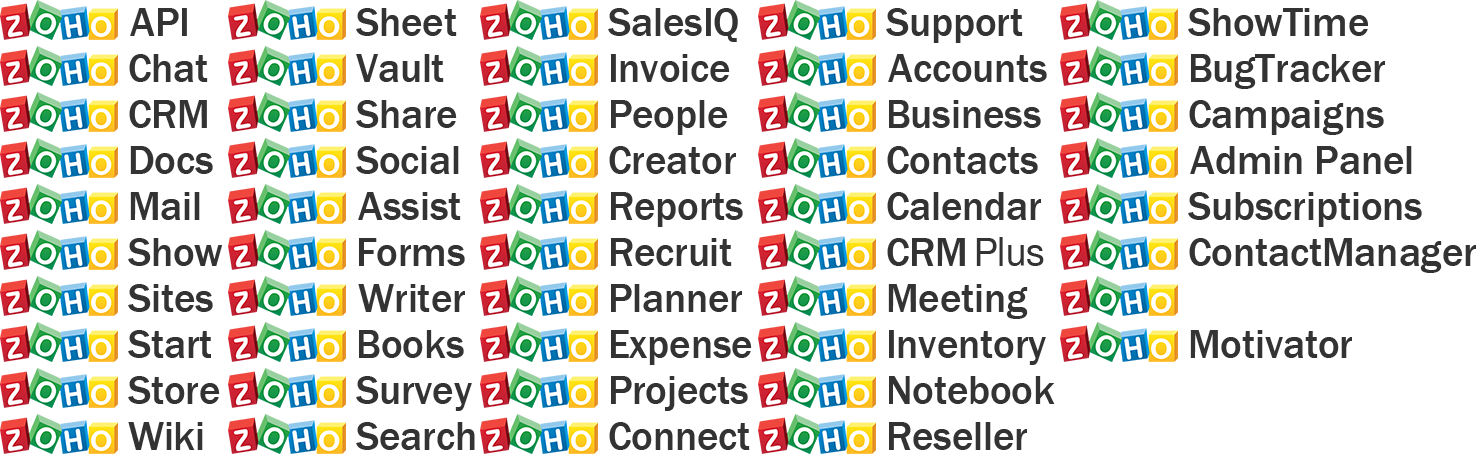 ZOHO API ZOHO Sheet ZOHO SalesIQ ZOHO Support ZOHO ShowTime
ZOHO Chat ZOHO Vault ZOHO Invoice ZOHO Accounts ZOHO BugTracker
ZOHO CRM ZOHO Share ZOHO People ZOHO Business ZOHO Campaigns
ZOHO Docs ZOHO Social ZOHO Creator ZOHO Contacts ZOHO Admin Panel
ZOHO Mail ZOHO Assist ZOHO Reports ZOHO Calendar ZOHO Subscriptions
ZOHO Show ZOHO Forms ZOHO Recruit ZOHO CRM Plus ZOHO ContactManager
ZOHO Sites ZOHO Writer ZOHO Planner ZOHO Meeting ZOHO
ZOHO Start ZOHO Books ZOHO Expense ZOHO Inventory ZOHO Motivator
ZOHO Store ZOHO Survey ZOHO Projects ZOHO Notebook
ZOHO Wiki ZOHO Search ZOHO Connect ZOHO Reseller